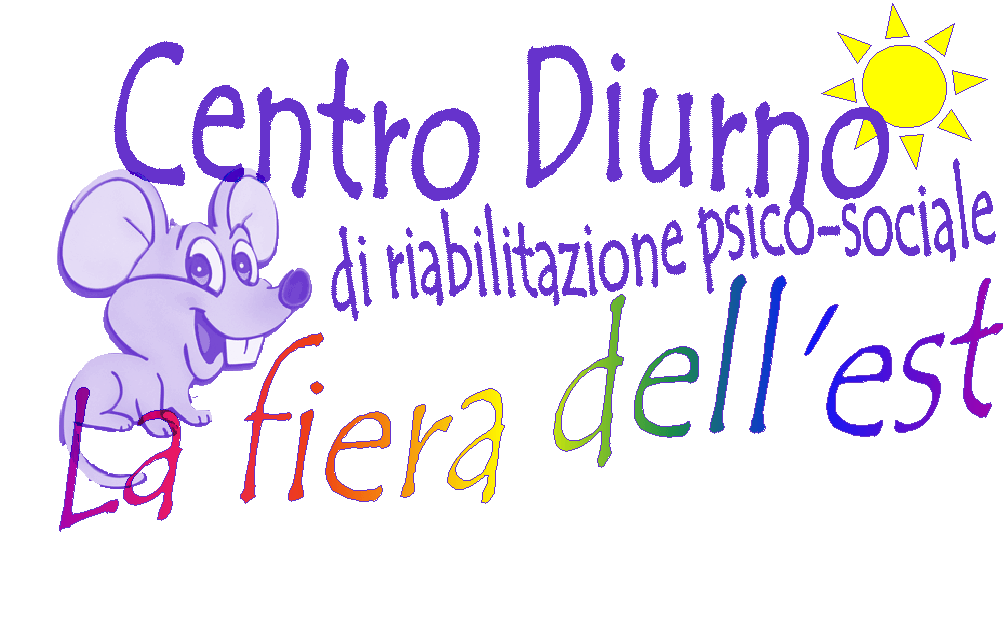 Centro Diurno
di riabilitazione psico-sociale
La fiera dell'est